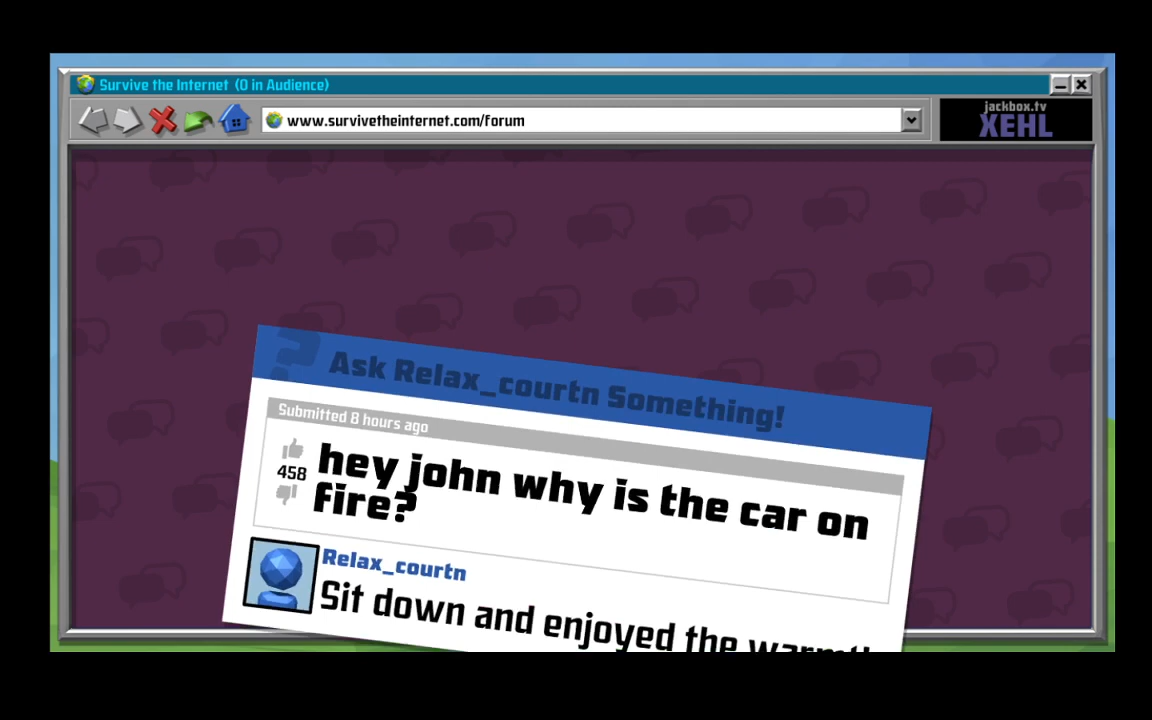 Survive the Internet (0 in Audience)
www.survivetheinternet.com/forum
jackbox.tv
XEHL
? Ask Relax_courtn Something!
Submitted 8 hours ago
458
hey john why is the car on
fire?
Relax_courtn
Sit down and enjoyed the